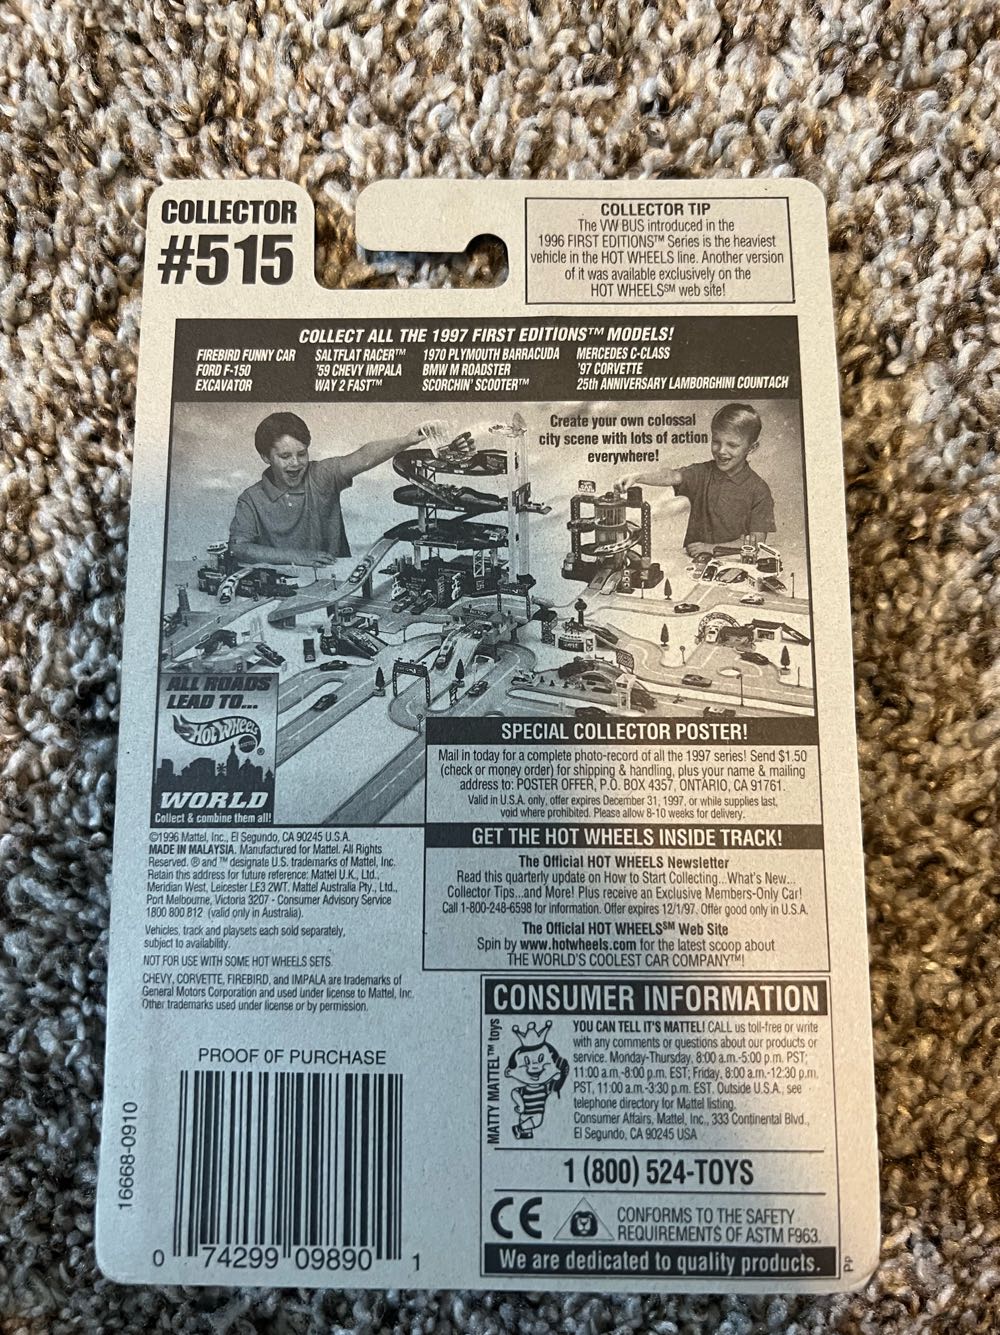 COLLECTOR
#515
COLLECTOR TIP
The VW BUS introduced in the
1996 FIRST EDITIONS™ Series is the heaviest
vehicle in the HOT WHEELS line. Another version
of it was available exclusively on the
HOT WHEELS℠ web site!
COLLECT ALL THE 1997 FIRST EDITIONS™ MODELS!
FIREBIRD FUNNY CAR SALTFLAT RACER™ 1970 PLYMOUTH BARRACUDA MERCEDES C-CLASS
FORD F-150 '59 CHEVY IMPALA BMW M ROADSTER '97 CORVETTE
EXCAVATOR WAY 2 FAST™ SCORCHIN' SCOOTER™ 25th ANNIVERSARY LAMBORGHINI COUNTACH
Create your own colossal
city scene with lots of action
everywhere!
ALL ROADS
LEAD TO...
HOT WHEELS®
WORLD
Collect & combine them all!
SPECIAL COLLECTOR POSTER!
Mail in today for a complete photo-record of all the 1997 series! Send $1.50
(check or money order) for shipping & handling, plus your name & mailing
address to: POSTER OFFER, P.O. BOX 4357, ONTARIO, CA 91761.
Valid in U.S.A. only, offer expires December 31, 1997, or while supplies last,
void where prohibited. Please allow 8-10 weeks for delivery.
GET THE HOT WHEELS INSIDE TRACK!
The Official HOT WHEELS Newsletter
Read this quarterly update on How to Start Collecting...What's New...
Collector Tips...and More! Plus receive an Exclusive Members-Only Car!
Call 1-800-248-6598 for information. Offer expires 12/1/97. Offer good only in U.S.A.
The Official HOT WHEELS℠ Web Site
Spin by www.hotwheels.com for the latest scoop about
THE WORLD'S COOLEST CAR COMPANY™!
©1996 Mattel, Inc., El Segundo, CA 90245 U.S.A.
MADE IN MALAYSIA. Manufactured for Mattel. All Rights
Reserved. ® and ™ designate U.S. trademarks of Mattel, Inc.
Retain this address for future reference: Mattel U.K., Ltd.,
Meridian West, Leicester LE3 2WT. Mattel Australia Pty., Ltd.,
Port Melbourne, Victoria 3207 - Consumer Advisory Service
1800 800 812 (valid only in Australia).
Vehicles, track and playsets each sold separately,
subject to availability.
NOT FOR USE WITH SOME HOT WHEELS SETS.
CHEVY, CORVETTE, FIREBIRD, and IMPALA are trademarks of
General Motors Corporation and used under license to Mattel, Inc.
Other trademarks used under license or by permission.
CONSUMER INFORMATION
MATTY MATTEL™ toys
YOU CAN TELL IT'S MATTEL! CALL us toll-free or write
with any comments or questions about our products or
service. Monday-Thursday, 8:00 a.m.-5:00 p.m. PST;
11:00 a.m.-8:00 p.m. EST; Friday, 8:00 a.m.-12:30 p.m.
PST, 11:00 a.m.-3:30 p.m. EST. Outside U.S.A., see
telephone directory for Mattel listing.
Consumer Affairs, Mattel, Inc., 333 Continental Blvd.,
El Segundo, CA 90245 USA
1 (800) 524-TOYS
CE
CONFORMS TO THE SAFETY
REQUIREMENTS OF ASTM F963.
We are dedicated to quality products.
PP
PROOF OF PURCHASE
16668-0910
0 74299 09890 1